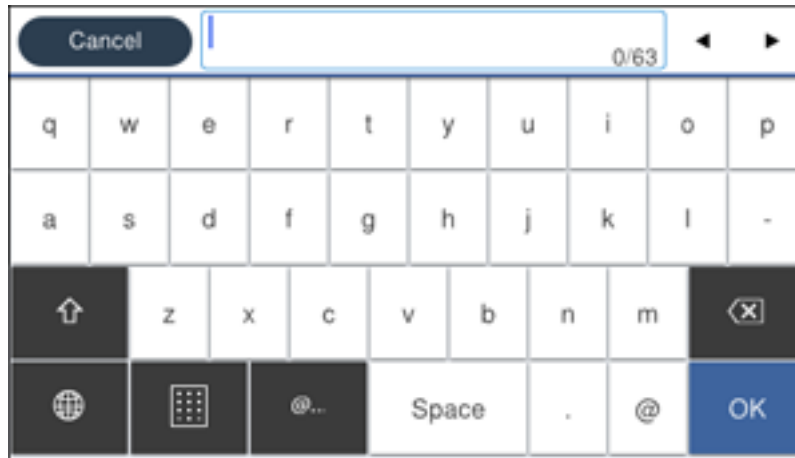 Cancel
0/63
q w e r t y u i o p
a s d f g h j k l -
z x c v b n m
@... Space . @ OK